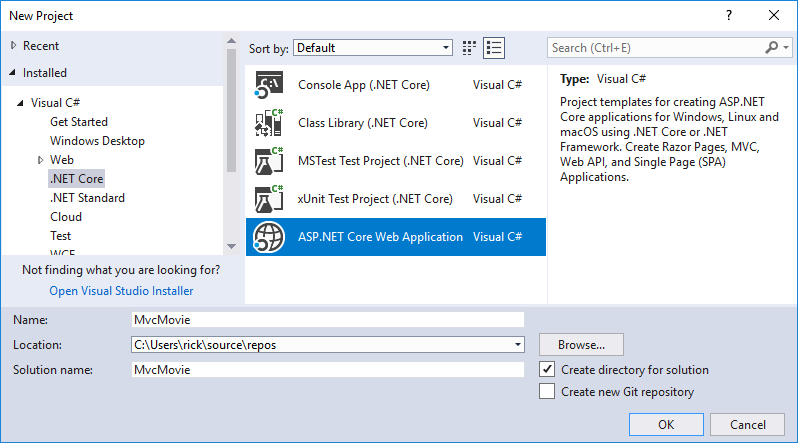 New Project
Recent
Installed
Visual C#
Get Started
Windows Desktop
Web
.NET Core
.NET Standard
Cloud
Test
WCF
Not finding what you are looking for?
Open Visual Studio Installer
Sort by: Default
Console App (.NET Core) Visual C#
Class Library (.NET Core) Visual C#
MSTest Test Project (.NET Core) Visual C#
xUnit Test Project (.NET Core) Visual C#
ASP.NET Core Web Application Visual C#
Search (Ctrl+E)
Type: Visual C#
Project templates for creating ASP.NET
Core applications for Windows, Linux and
macOS using .NET Core or .NET
Framework. Create Razor Pages, MVC,
Web API, and Single Page (SPA)
Applications.
Name: MvcMovie
Location: C:\Users\rick\source\repos Browse...
Solution name: MvcMovie
Create directory for solution
Create new Git repository
OK Cancel